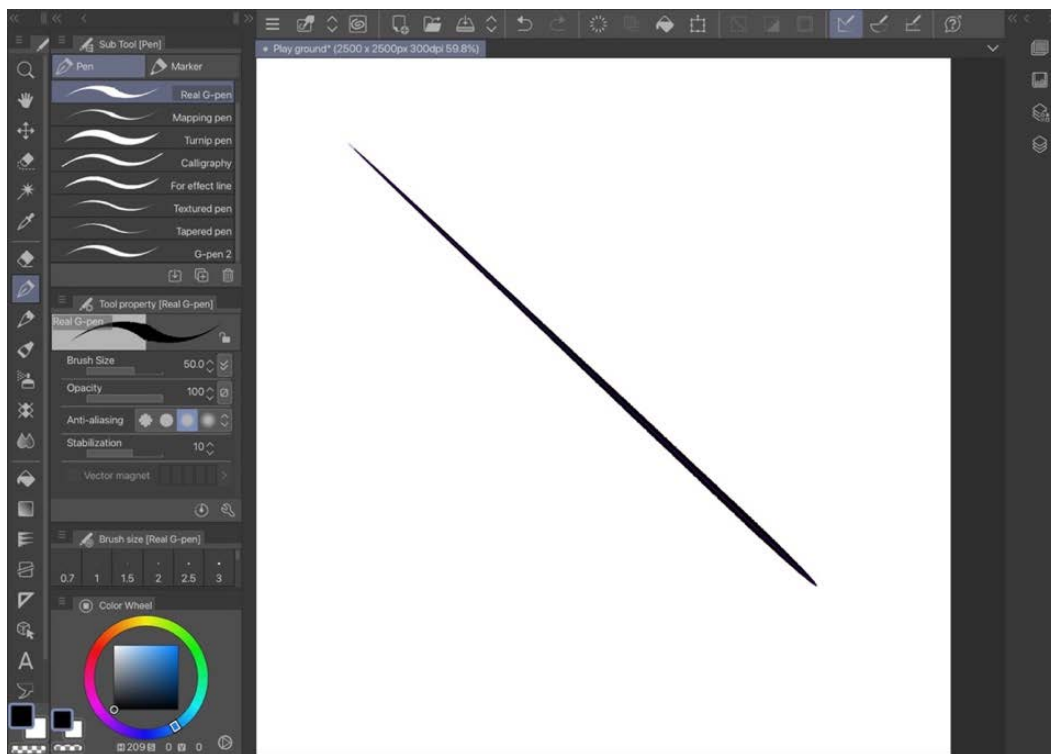 Sub Tool [Pen]
Play ground* (2500 x 2500px 300dpi 59.8%)
Pen
Marker
Real G-pen
Mapping pen
Turnip pen
Calligraphy
For effect line
Textured pen
Tapered pen
G-pen 2
Tool property [Real G-pen]
Real G-pen
Brush Size 50.0
Opacity 100
Anti-aliasing
Stabilization 10
Vector magnet
Brush size [Real G-pen]
0.7 1 1.5 2 2.5 3
Color Wheel
A
H 209 S 0 V 0